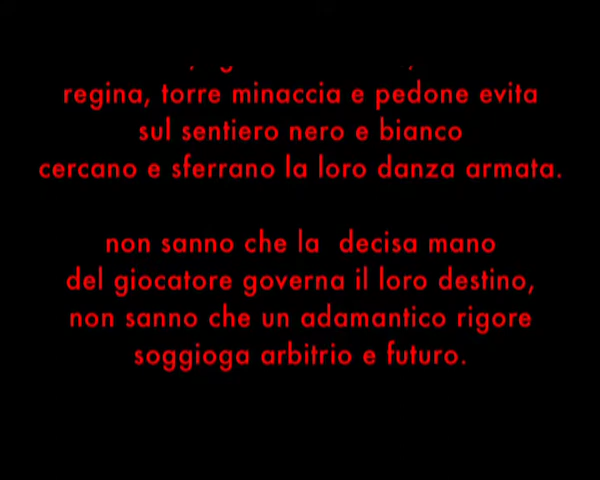 regina, torre minaccia e pedone evita
sul sentiero nero e bianco
cercano e sferrano la loro danza armata.
non sanno che la decisa mano
del giocatore governa il loro destino,
non sanno che un adamantico rigore
soggioga arbitrio e futuro.